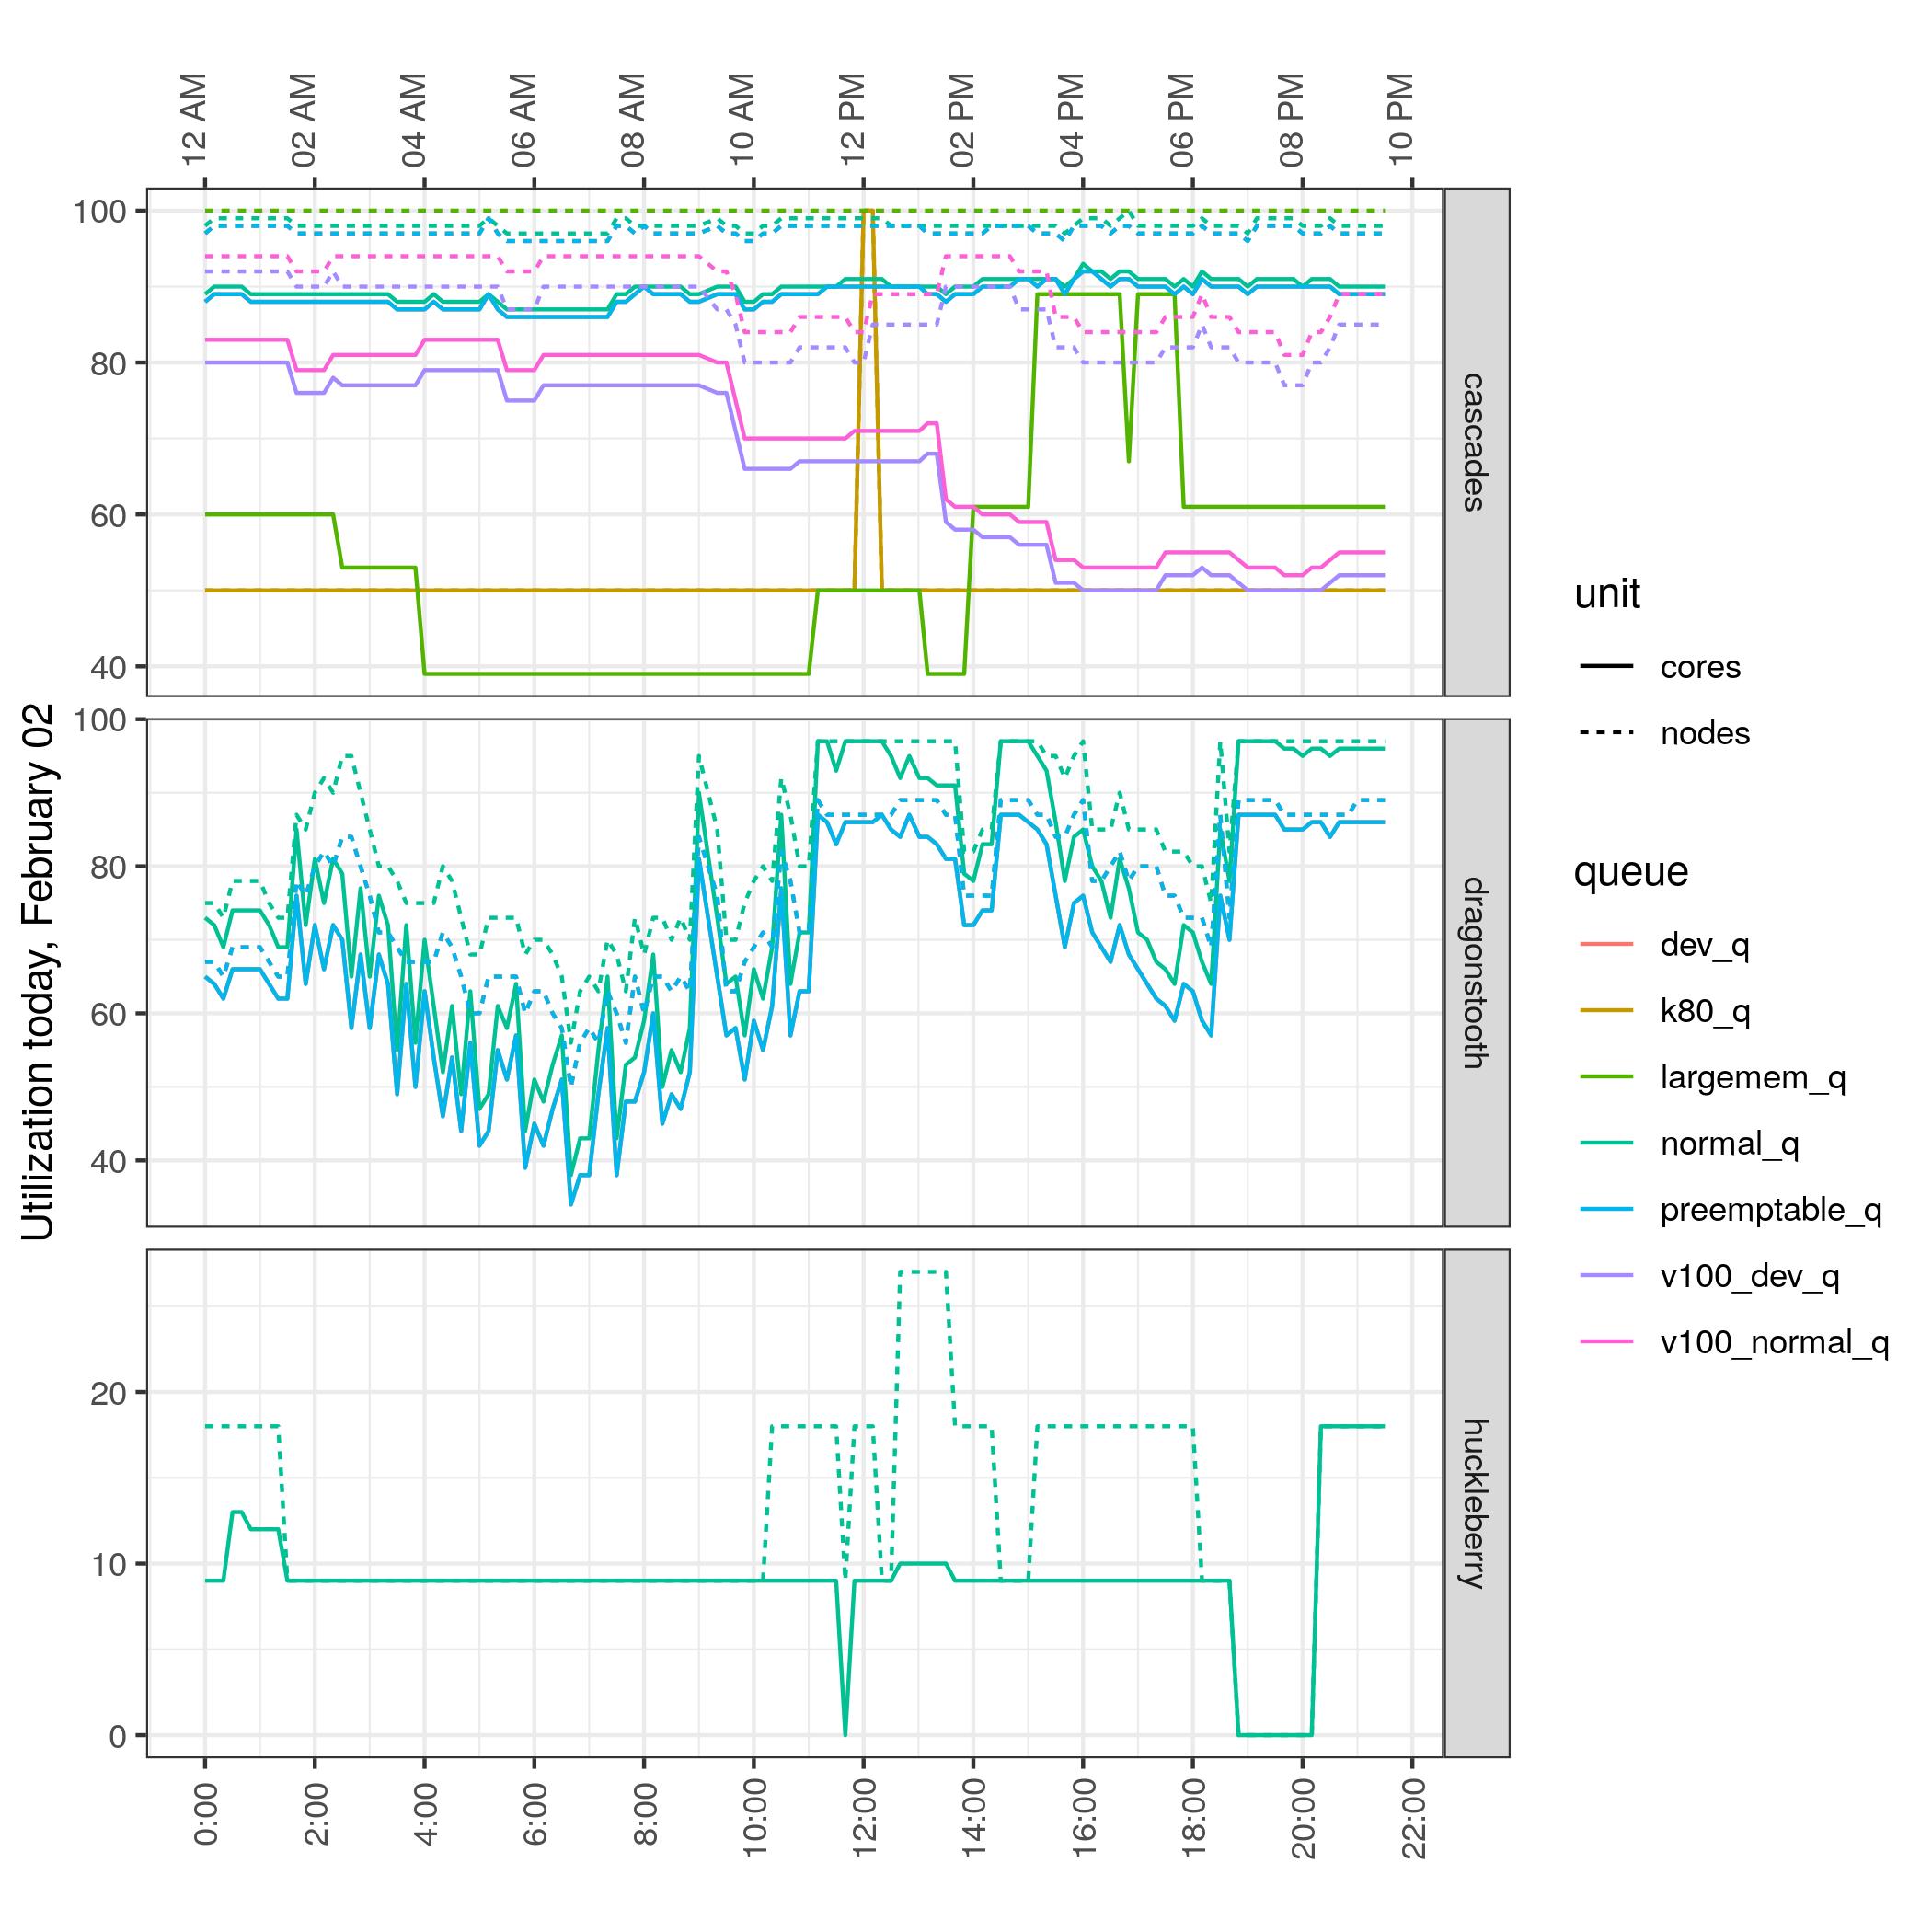 12 AM
02 AM
04 AM
06 AM
08 AM
10 AM
12 PM
02 PM
04 PM
06 PM
08 PM
10 PM
Utilization today, February 02
100
80
60
40
cascades
100
80
60
40
dragonstooth
20
10
0
huckleberry
0:00
2:00
4:00
6:00
8:00
10:00
12:00
14:00
16:00
18:00
20:00
22:00
unit
cores
nodes
queue
dev_q
k80_q
largemem_q
normal_q
preemptable_q
v100_dev_q
v100_normal_q